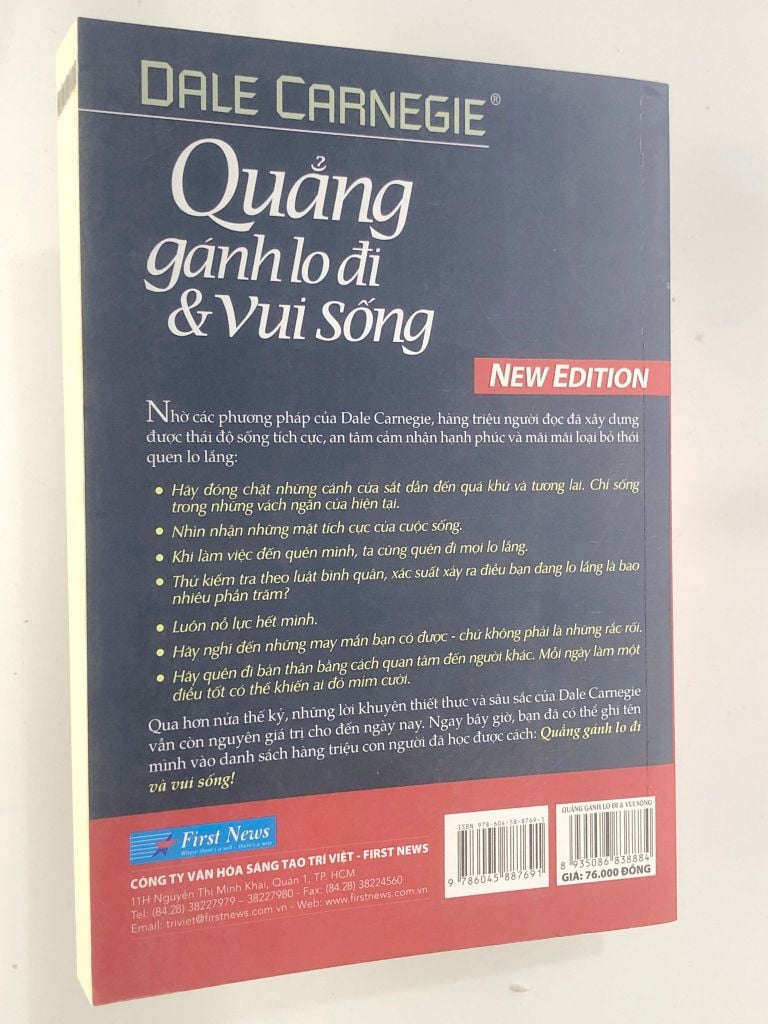 DALE CARNEGIE®
Quẳng
gánh lo đi
& vui sống
NEW EDITION
Nhờ các phương pháp của Dale Carnegie, hàng triệu người đọc đã xây dựng
được thái độ sống tích cực, an tâm cảm nhận hạnh phúc và mãi mãi loại bỏ thói
quen lo lắng:
• Hãy đóng chặt những cánh cửa sắt dẫn đến quá khứ và tương lai. Chỉ sống
trong những vách ngăn của hiện tại.
• Nhìn nhận những mặt tích cực của cuộc sống.
• Khi làm việc đến quên mình, ta cũng quên đi mọi lo lắng.
• Thử kiểm tra theo luật bình quân, xác suất xảy ra điều bạn đang lo lắng là bao
nhiêu phần trăm?
• Luôn nỗ lực hết mình.
• Hãy nghĩ đến những may mắn bạn có được - chứ không phải là những rắc rối.
• Hãy quên đi bản thân bằng cách quan tâm đến người khác. Mỗi ngày làm một
điều tốt có thể khiến ai đó mỉm cười.
Qua hơn nửa thế kỷ, những lời khuyên thiết thực và sâu sắc của Dale Carnegie
vẫn còn nguyên giá trị cho đến ngày nay. Ngay bây giờ, bạn đã có thể ghi tên
mình vào danh sách hàng triệu con người đã học được cách: Quẳng gánh lo đi
và vui sống!
First News
Where there's a will - there's a way
CÔNG TY VĂN HÓA SÁNG TẠO TRÍ VIỆT - FIRST NEWS
11H Nguyễn Thị Minh Khai, Quận 1, TP. HCM
Tel: (84.28) 38227979 – 38227980 - Fax: (84.28) 38224560
Email: triviet@firstnews.com.vn - Web: www.firstnews.com.vn
ISBN 978-604-58-8769-1
9 786045 887691
QUẲNG GÁNH LO ĐI & VUI SỐNG
8 935086 838884
GIÁ: 76.000 ĐỒNG